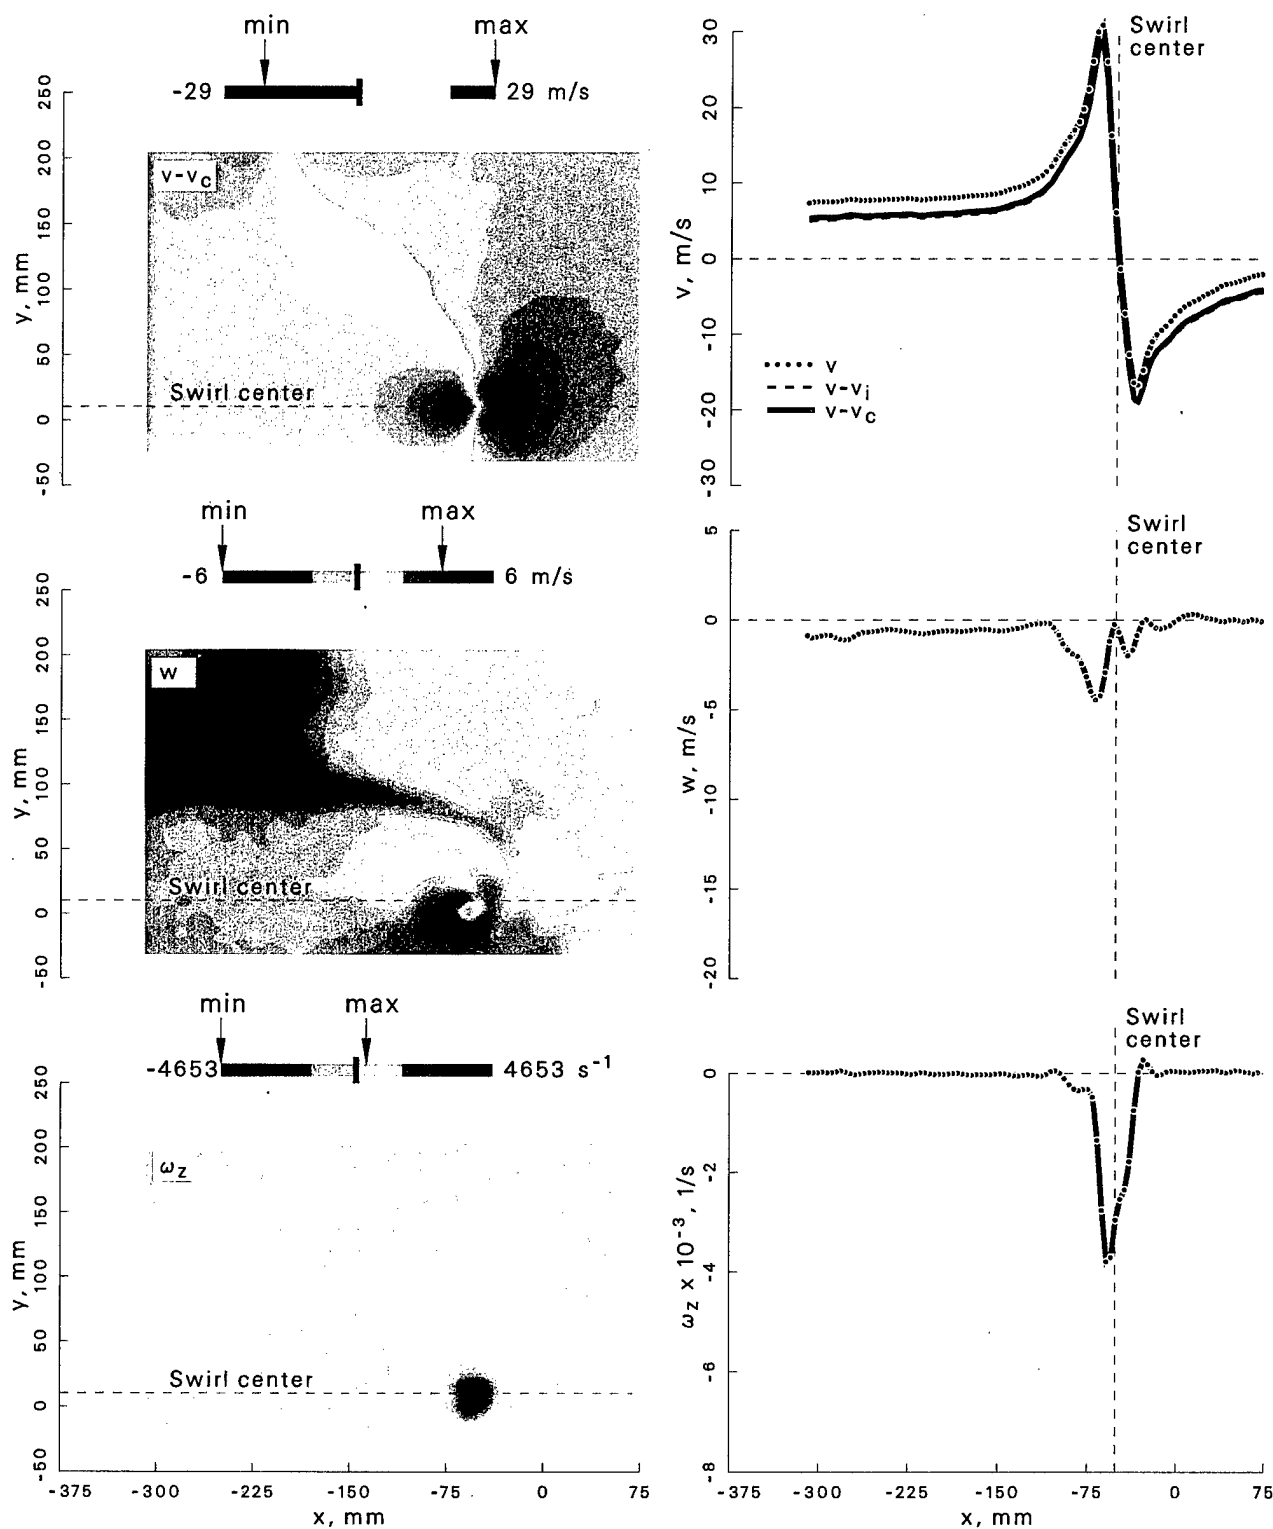 min max
-29 29 m/s
250
200
150
100
50
0
-50
y, mm
v-vc
Swirl center
30
20
10
0
-10
-20
-30
v, m/s
Swirl
center
v
v-vi
v-vc
min max
-6 6 m/s
250
200
150
100
50
0
-50
y, mm
w
Swirl center
5
0
-5
-10
-15
-20
w, m/s
Swirl
center
min max
-4653 4653 s-1
250
200
150
100
50
0
-50
y, mm
ωz
Swirl center
-375 -300 -225 -150 -75 0 75
x, mm
0
-2
-4
-6
-8
ωz x 10-3, 1/s
Swirl
center
-375 -300 -225 -150 -75 0 75
x, mm